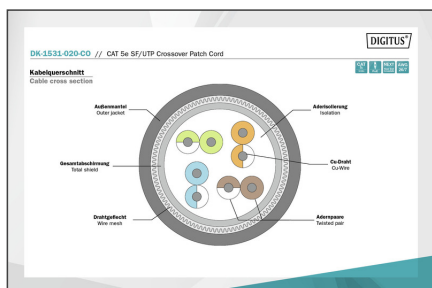 DIGITUS®
DK-1531-020-CO // CAT 5e SF/UTP Crossover Patch Cord
Kabelquerschnitt
Cable cross section
Außenmantel
Outer jacket
Aderisolierung
Isolation
Gesamtabschirmung
Total shield
Cu-Draht
Cu-Wire
Drahtgeflecht
Wire mesh
Adernpaare
Twisted pair